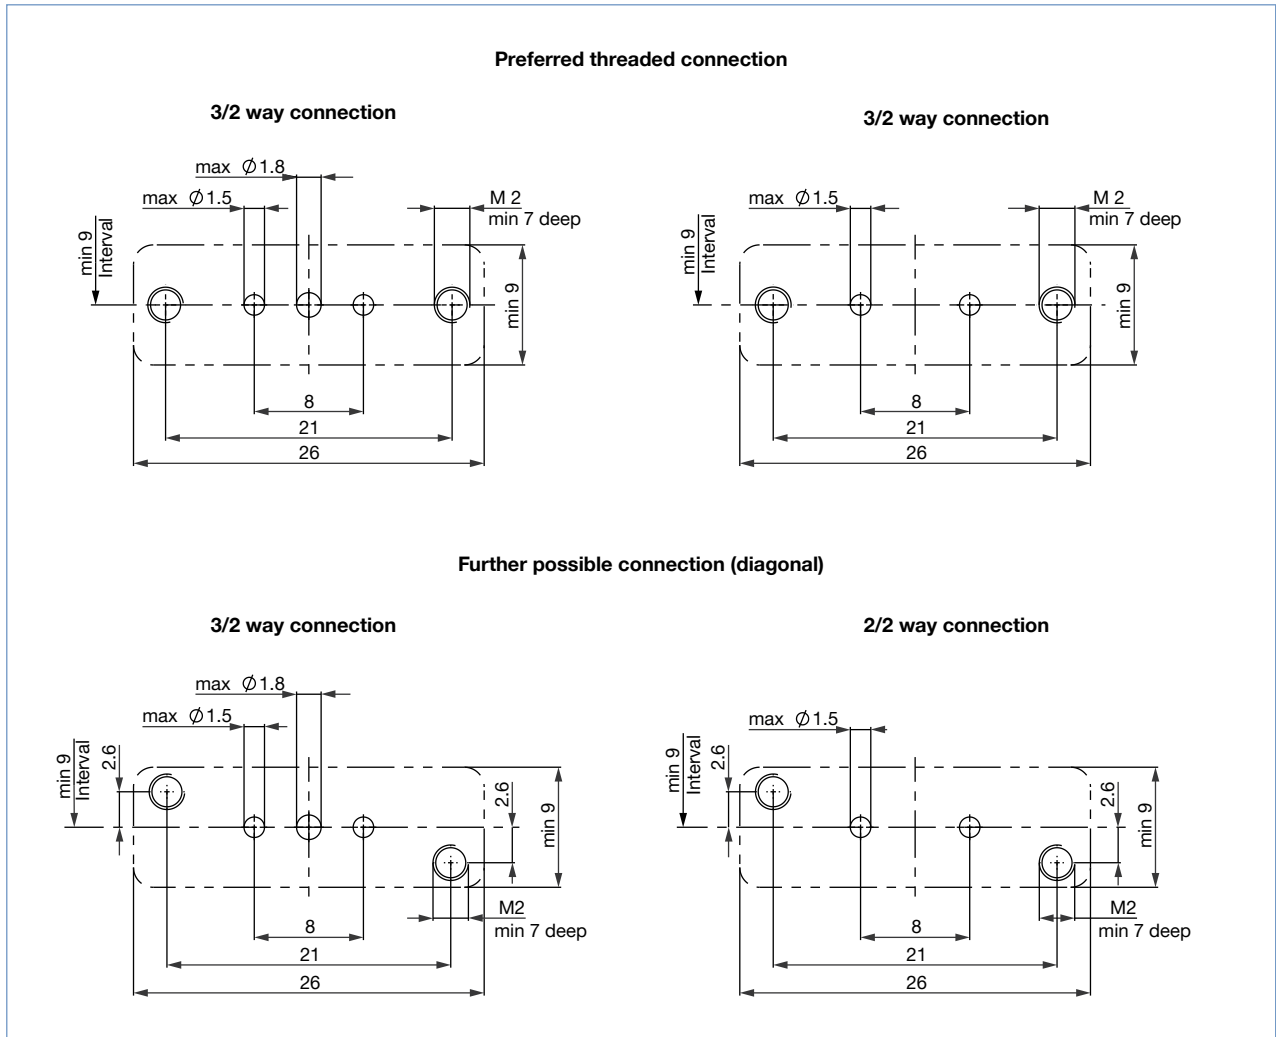 Preferred threaded connection
3/2 way connection
max Ø1.8
max Ø1.5
M 2
min 7 deep
min 9
Interval
min 9
8
21
26
3/2 way connection
max Ø1.5
M 2
min 7 deep
min 9
Interval
min 9
8
21
26
Further possible connection (diagonal)
3/2 way connection
max Ø1.8
max Ø1.5
min 9
Interval
2.6
2.6
min 9
M2
min 7 deep
8
21
26
2/2 way connection
max Ø1.5
min 9
Interval
2.6
2.6
min 9
M2
min 7 deep
8
21
26